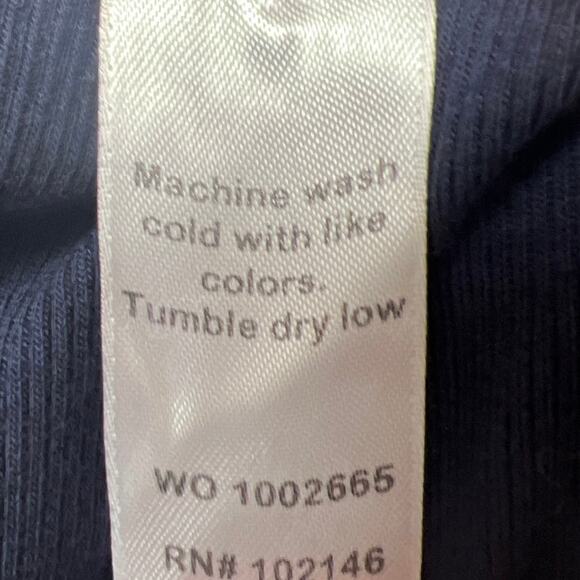 Machine wash
cold with like
colors.
Tumble dry low
WO 1002665
RN# 102146